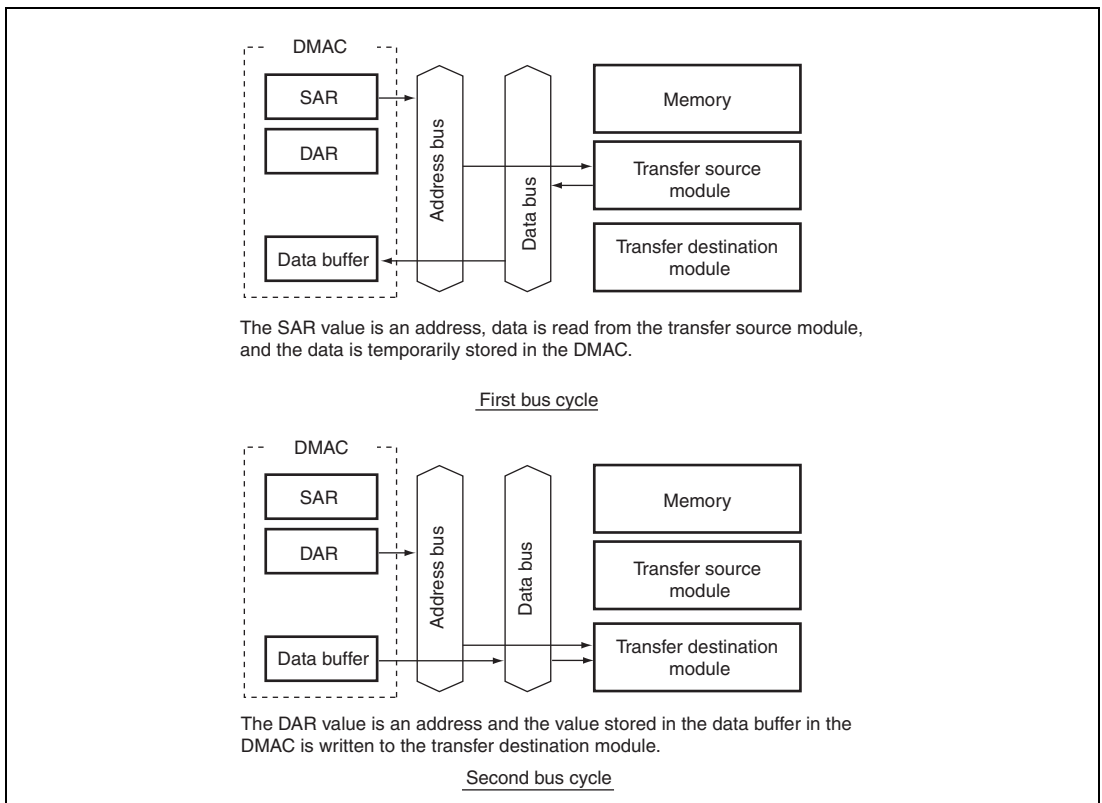 DMAC
SAR
Memory
DAR
Transfer source
module
Address bus
Data bus
Data buffer
Transfer destination
module
The SAR value is an address, data is read from the transfer source module,
and the data is temporarily stored in the DMAC.
First bus cycle
DMAC
SAR
Memory
DAR
Transfer source
module
Address bus
Data bus
Data buffer
Transfer destination
module
The DAR value is an address and the value stored in the data buffer in the
DMAC is written to the transfer destination module.
Second bus cycle